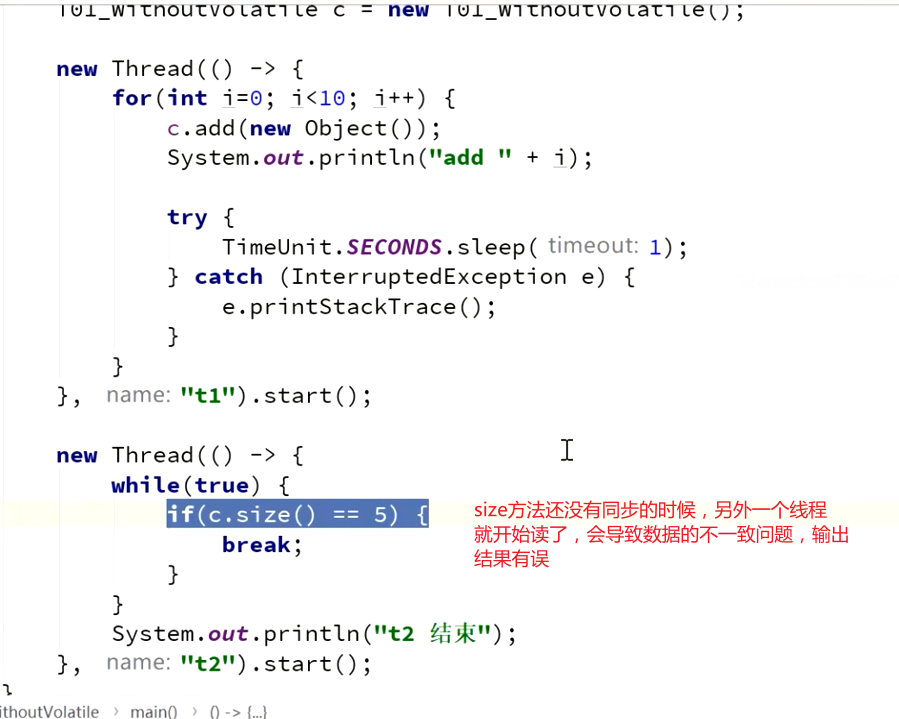 T01_WithoutVolatile c = new T01_WithoutVolatile();
new Thread(() -> {
for(int i=0; i<10; i++) {
c.add(new Object());
System.out.println("add " + i);
try {
TimeUnit.SECONDS.sleep( timeout: 1);
} catch (InterruptedException e) {
e.printStackTrace();
}
}
}, name: "t1").start();
new Thread(() -> {
while(true) {
if(c.size() == 5) {
break;
}
}
System.out.println("t2 结束");
}, name: "t2").start();
}
size方法还没有同步的时候，另外一个线程
就开始读了，会导致数据的不一致问题，输出
结果有误
ithoutVolatile › main() › () -> {...}